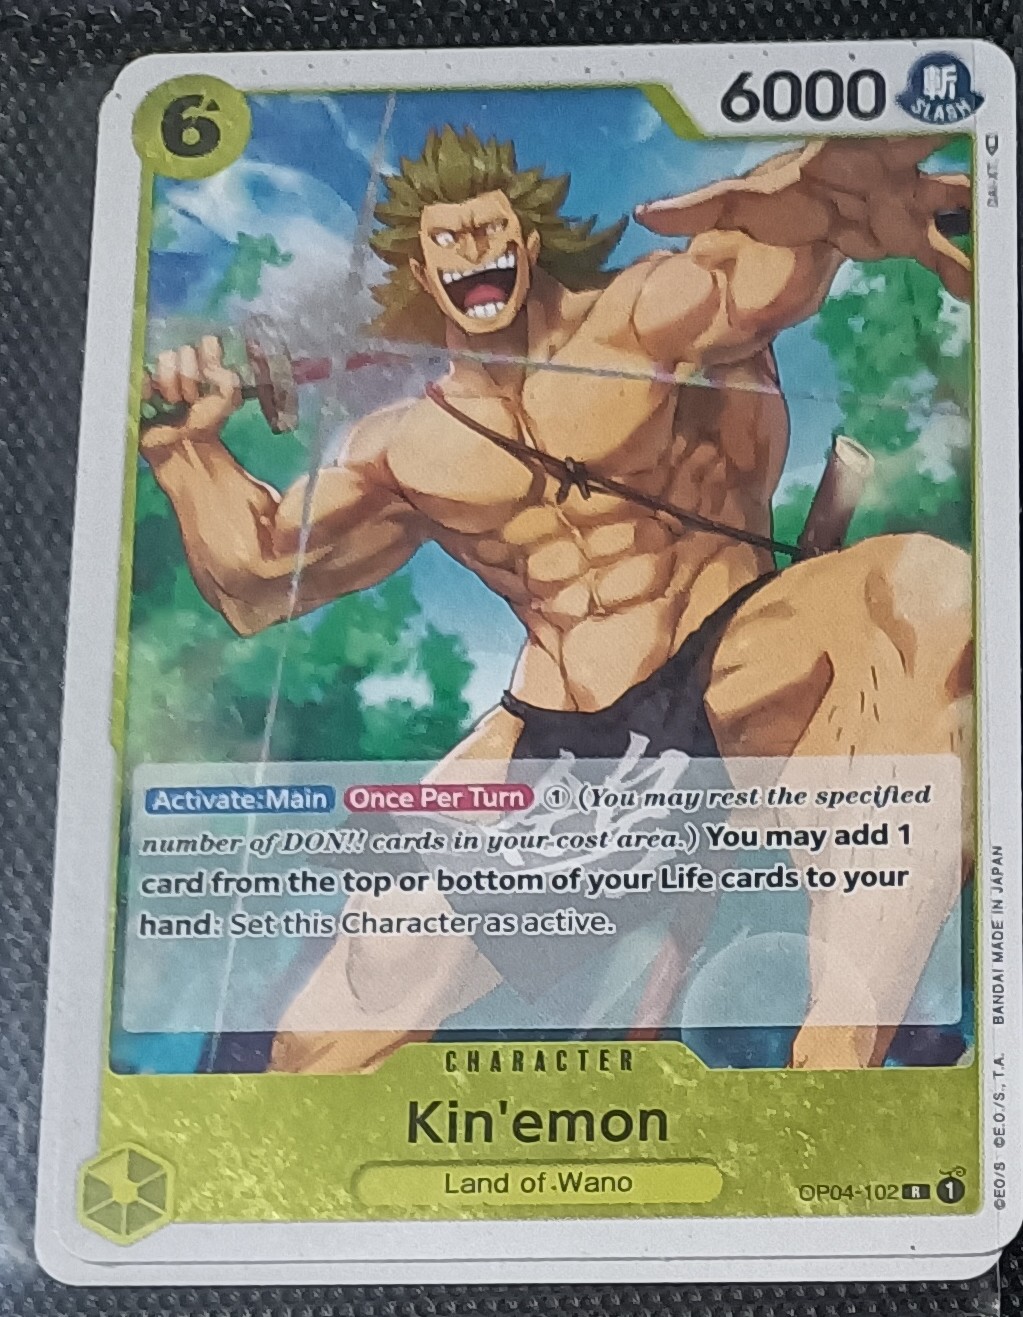 6
6000
斬
SLASH
Activate:Main Once Per Turn ① (You may rest the specified
number of DON!! cards in your cost area.) You may add 1
card from the top or bottom of your Life cards to your
hand: Set this Character as active.
CHARACTER
Kin'emon
Land of Wano
OP04-102 R 1
©EO/S ©E.O./S., T.A. BANDAI MADE IN JAPAN